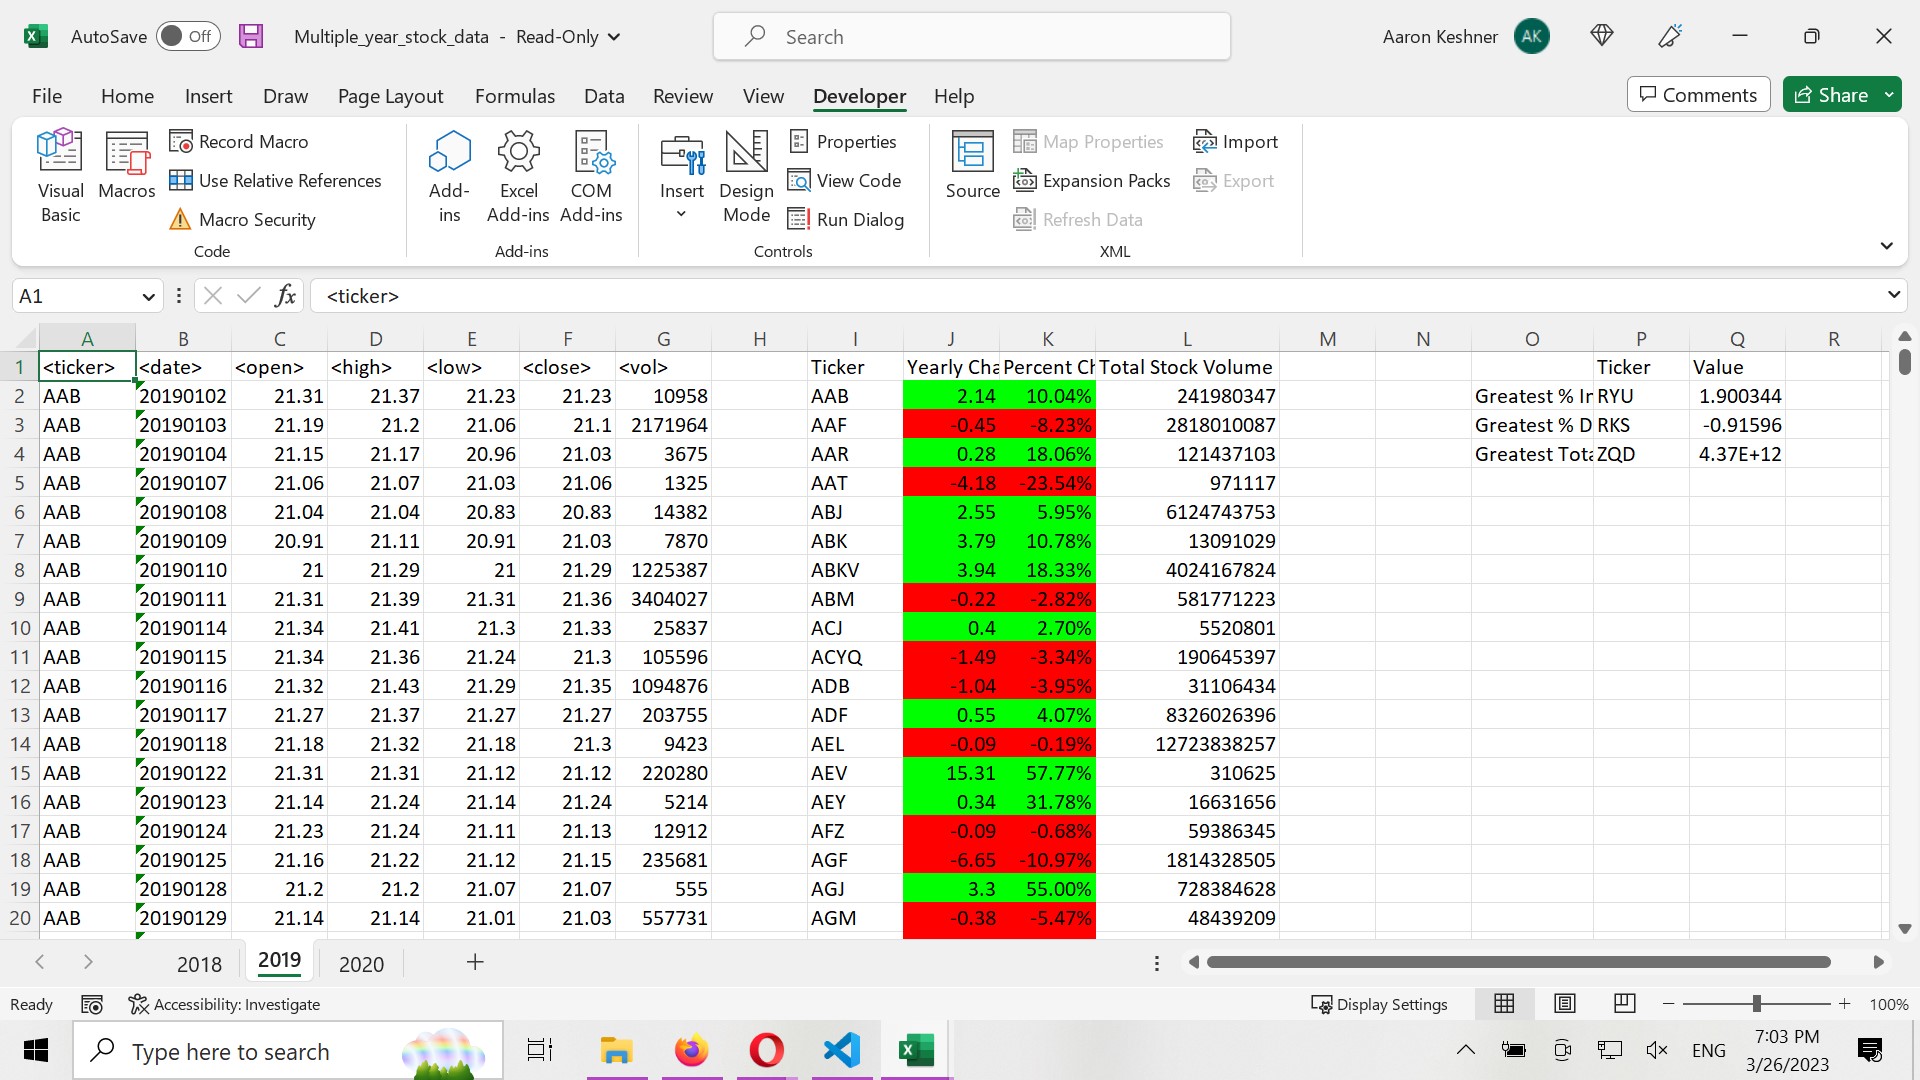 AutoSave Off Multiple_year_stock_data - Read-Only Search Aaron Keshner AK
File Home Insert Draw Page Layout Formulas Data Review View Developer Help Comments Share
Visual Basic Macros Record Macro Use Relative References Macro Security
Code
Add-ins Excel Add-ins COM Add-ins
Add-ins
Insert Design Mode Properties View Code Run Dialog
Controls
Source Map Properties Expansion Packs Refresh Data Import Export
XML
A1 fx <ticker>
A B C D E F G H I J K L M N O P Q R
1 <ticker> <date> <open> <high> <low> <close> <vol> Ticker Yearly Cha Percent Ch Total Stock Volume Ticker Value
2 AAB 20190102 21.31 21.37 21.23 21.23 10958 AAB 2.14 10.04% 241980347 Greatest % In RYU 1.900344
3 AAB 20190103 21.19 21.2 21.06 21.1 2171964 AAF -0.45 -8.23% 2818010087 Greatest % D RKS -0.91596
4 AAB 20190104 21.15 21.17 20.96 21.03 3675 AAR 0.28 18.06% 121437103 Greatest Tota ZQD 4.37E+12
5 AAB 20190107 21.06 21.07 21.03 21.06 1325 AAT -4.18 -23.54% 971117
6 AAB 20190108 21.04 21.04 20.83 20.83 14382 ABJ 2.55 5.95% 6124743753
7 AAB 20190109 20.91 21.11 20.91 21.03 7870 ABK 3.79 10.78% 13091029
8 AAB 20190110 21 21.29 21 21.29 1225387 ABKV 3.94 18.33% 4024167824
9 AAB 20190111 21.31 21.39 21.31 21.36 3404027 ABM -0.22 -2.82% 581771223
10 AAB 20190114 21.34 21.41 21.3 21.33 25837 ACJ 0.4 2.70% 5520801
11 AAB 20190115 21.34 21.36 21.24 21.3 105596 ACYQ -1.49 -3.34% 190645397
12 AAB 20190116 21.32 21.43 21.29 21.35 1094876 ADB -1.04 -3.95% 31106434
13 AAB 20190117 21.27 21.37 21.27 21.27 203755 ADF 0.55 4.07% 8326026396
14 AAB 20190118 21.18 21.32 21.18 21.3 9423 AEL -0.09 -0.19% 12723838257
15 AAB 20190122 21.31 21.31 21.12 21.12 220280 AEV 15.31 57.77% 310625
16 AAB 20190123 21.14 21.24 21.14 21.24 5214 AEY 0.34 31.78% 16631656
17 AAB 20190124 21.23 21.24 21.11 21.13 12912 AFZ -0.09 -0.68% 59386345
18 AAB 20190125 21.16 21.22 21.12 21.15 235681 AGF -6.65 -10.97% 1814328505
19 AAB 20190128 21.2 21.2 21.07 21.07 555 AGJ 3.3 55.00% 728384628
20 AAB 20190129 21.14 21.14 21.01 21.03 557731 AGM -0.38 -5.47% 48439209
2018 2019 2020
Ready Accessibility: Investigate Display Settings 100%
Type here to search ENG 7:03 PM
3/26/2023